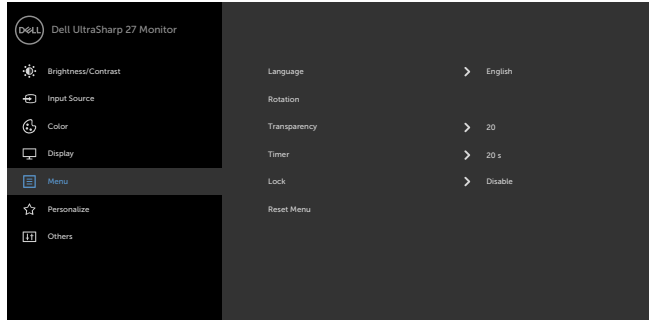 DELL Dell UltraSharp 27 Monitor
Brightness/Contrast
Input Source
Color
Display
Menu
Personalize
Others
Language English
Rotation
Transparency 20
Timer 20 s
Lock Disable
Reset Menu